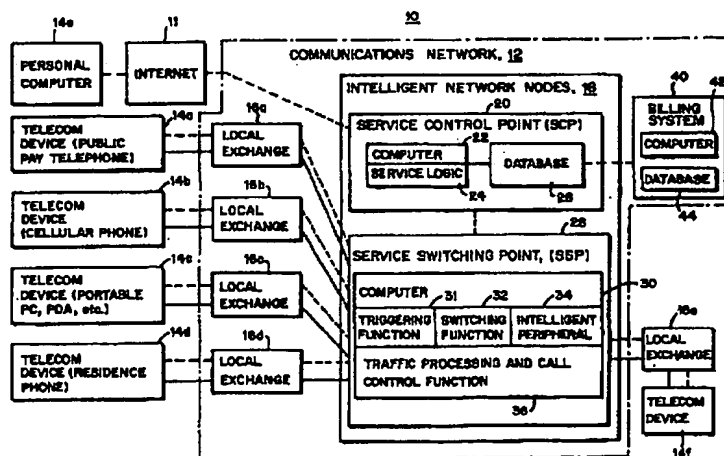 10
14e
11
COMMUNICATIONS NETWORK, 12
PERSONAL
COMPUTER
INTERNET
INTELLIGENT NETWORK NODES, 18
40
20
BILLING
SYSTEM
COMPUTER
DATABASE
44
14a
16a
SERVICE CONTROL POINT (SCP)
TELECOM
DEVICE (PUBLIC
PAY TELEPHONE)
LOCAL
EXCHANGE
22
COMPUTER
SERVICE LOGIC
24
DATABASE
26
14b
16b
TELECOM
DEVICE
(CELLULAR PHONE)
LOCAL
EXCHANGE
28
SERVICE SWITCHING POINT, (SSP)
14c
16c
TELECOM
DEVICE (PORTABLE
PC, PDA, etc.)
LOCAL
EXCHANGE
COMPUTER
31
32
34
30
TRIGGERING
FUNCTION
SWITCHING
FUNCTION
INTELLIGENT
PERIPHERAL
TRAFFIC PROCESSING AND CALL
CONTROL FUNCTION
36
14d
16d
TELECOM
DEVICE (RESIDENCE
PHONE)
LOCAL
EXCHANGE
16e
LOCAL
EXCHANGE
TELECOM
DEVICE
14f